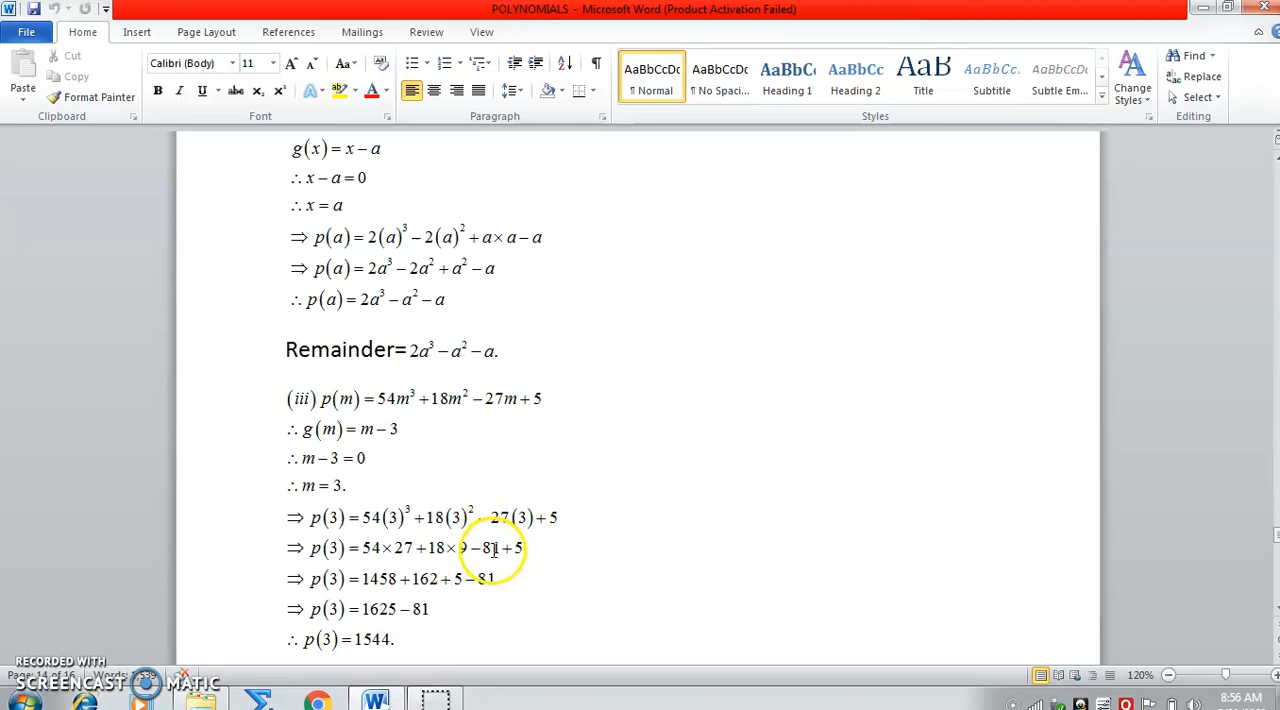 POLYNOMIALS - Microsoft Word (Product Activation Failed)
File Home Insert Page Layout References Mailings Review View
Paste Cut Copy Format Painter
Calibri (Body) 11
AaBbCcDc AaBbCcDc AaBbC AaBbCc AaB AaBbCc. AaBbCcDc
¶ Normal ¶ No Spaci... Heading 1 Heading 2 Title Subtitle Subtle Em...
Change Styles
Find Replace Select
Clipboard Font Paragraph Styles Editing
g(x) = x − a
∴ x − a = 0
∴ x = a
⇒ p(a) = 2(a)³ − 2(a)² + a × a − a
⇒ p(a) = 2a³ − 2a² + a² − a
∴ p(a) = 2a³ − a² − a
Remainder= 2a³ − a² − a.
(iii) p(m) = 54m³ + 18m² − 27m + 5
∴ g(m) = m − 3
∴ m − 3 = 0
∴ m = 3.
⇒ p(3) = 54(3)³ + 18(3)² − 27(3) + 5
⇒ p(3) = 54 × 27 + 18 × 9 − 81 + 5
⇒ p(3) = 1458 + 162 + 5 − 81
⇒ p(3) = 1625 − 81
∴ p(3) = 1544.
RECORDED WITH
SCREENCAST MATIC
Page: 14 of 16
120%
8:56 AM